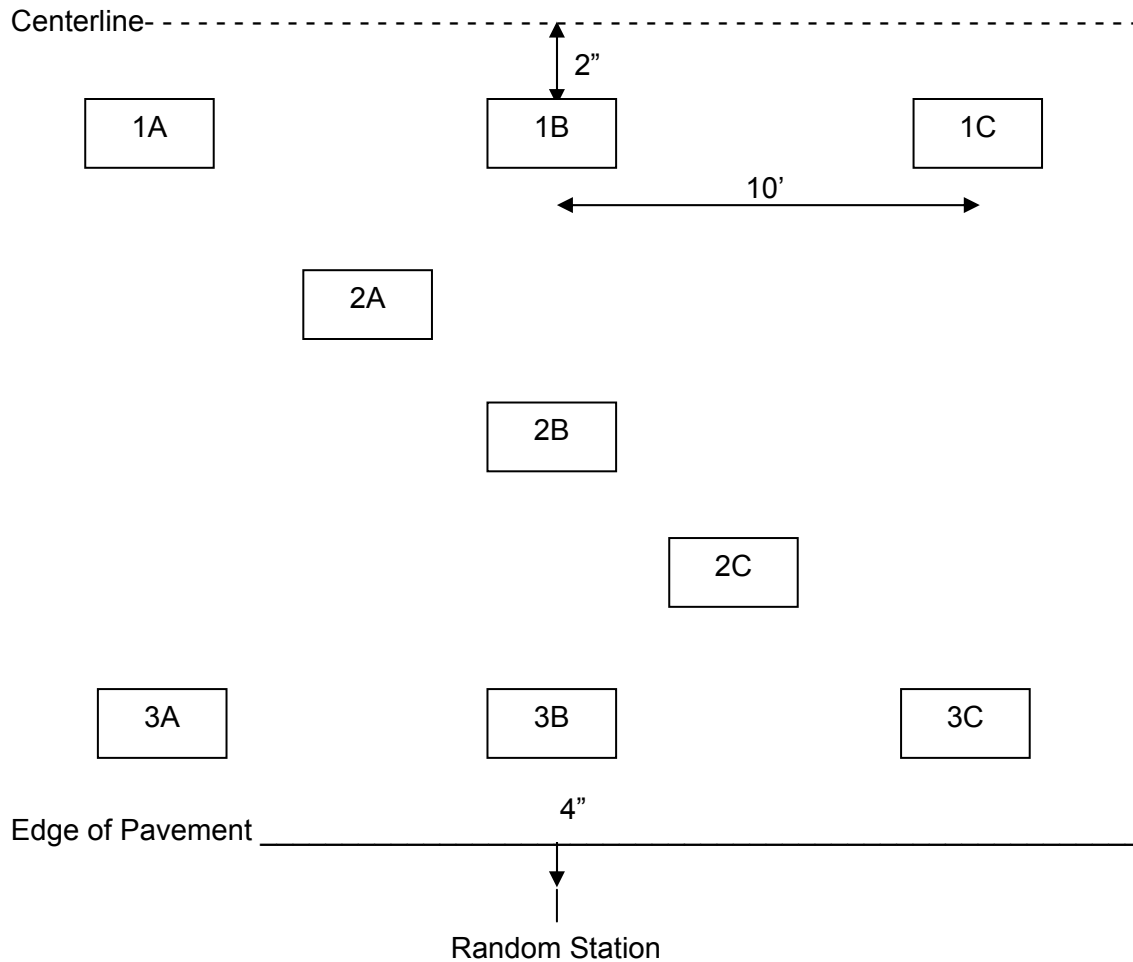 Centerline
2”
1A 1B 1C
10’
2A
2B
2C
3A 3B 3C
4”
Edge of Pavement
Random Station